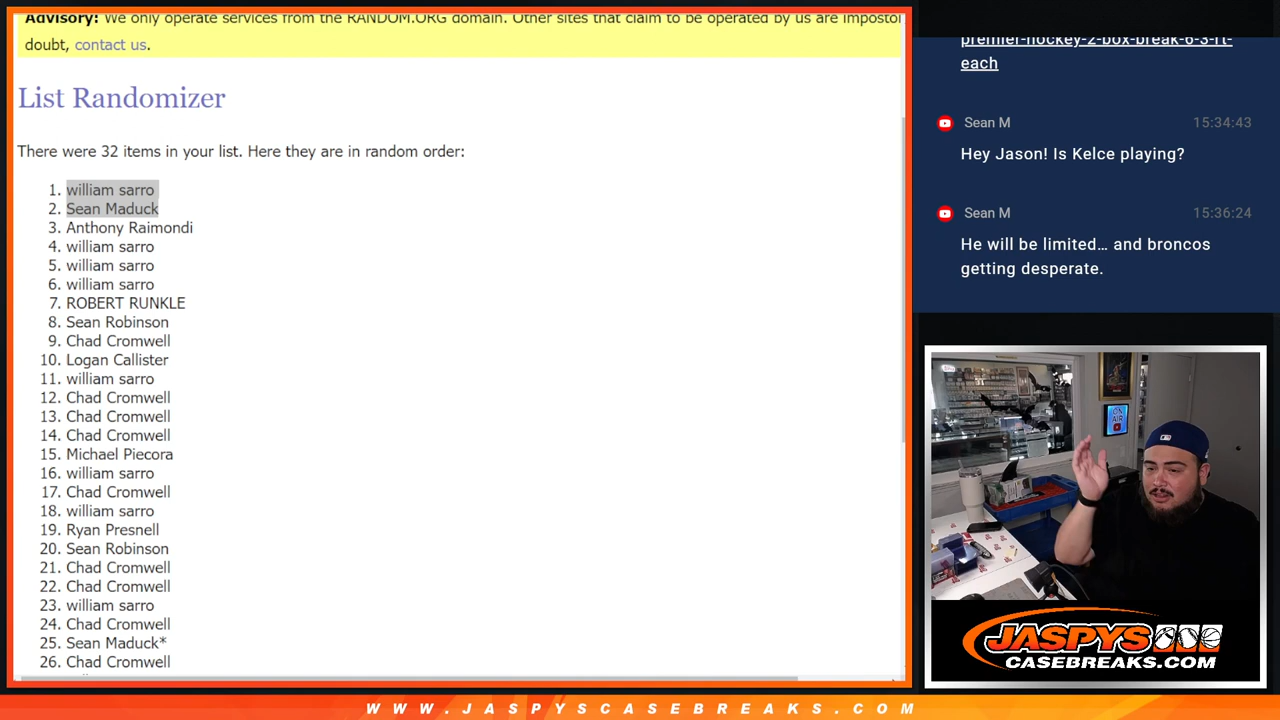 Advisory: We only operate services from the RANDOM.ORG domain. Other sites that claim to be operated by us are impostor
doubt, contact us.
List Randomizer
There were 32 items in your list. Here they are in random order:
1. william sarro
2. Sean Maduck
3. Anthony Raimondi
4. william sarro
5. william sarro
6. william sarro
7. ROBERT RUNKLE
8. Sean Robinson
9. Chad Cromwell
10. Logan Callister
11. william sarro
12. Chad Cromwell
13. Chad Cromwell
14. Chad Cromwell
15. Michael Piecora
16. william sarro
17. Chad Cromwell
18. william sarro
19. Ryan Presnell
20. Sean Robinson
21. Chad Cromwell
22. Chad Cromwell
23. william sarro
24. Chad Cromwell
25. Sean Maduck*
26. Chad Cromwell
premier-hockey-2-box-break-6-3-rt-
each
Sean M 15:34:43
Hey Jason! Is Kelce playing?
Sean M 15:36:24
He will be limited... and broncos
getting desperate.
ON
AIR
JASPYS
CASEBREAKS.COM
WWW.JASPYSCASEBREAKS.COM